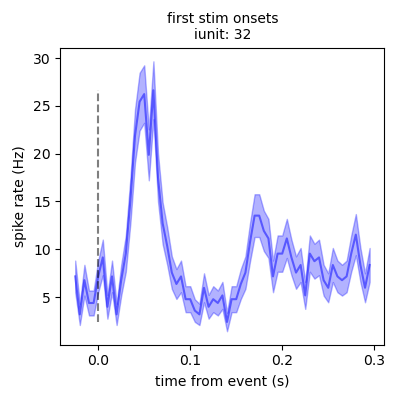 first stim onsets
iunit: 32
30
25
20
15
10
5
spike rate (Hz)
0.0
0.1
0.2
0.3
time from event (s)